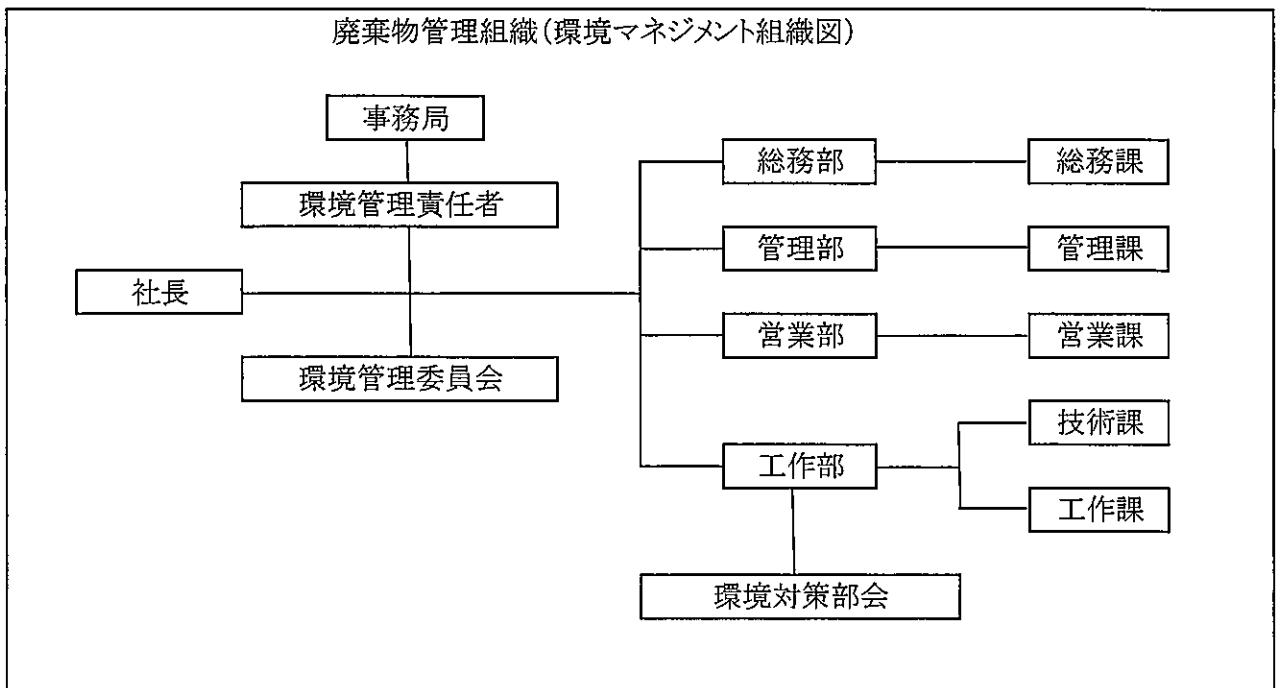 廃棄物管理組織(環境マネジメント組織図)
事務局
環境管理責任者
社長
環境管理委員会
総務部
総務課
管理部
管理課
営業部
営業課
工作部
技術課
工作課
環境対策部会